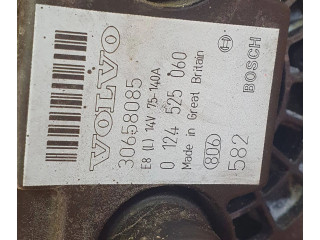 VOLVO
30658085
E8 (L) 14V 75-140A
0 124 525 060
Made in Great Britain
BOSCH
806 582